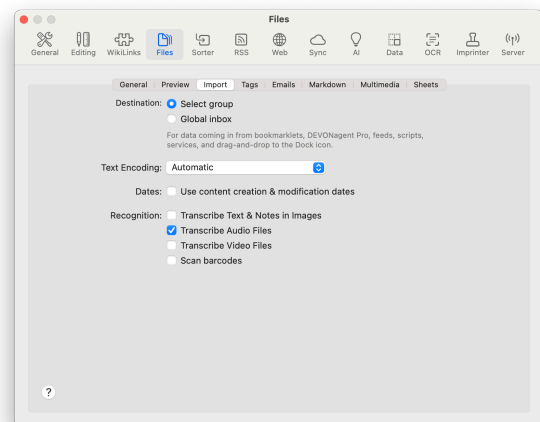 Files
General Editing WikiLinks Files Sorter RSS Web Sync AI Data OCR Imprinter Server
General Preview Import Tags Emails Markdown Multimedia Sheets
Destination: Select group
Global inbox
For data coming in from bookmarklets, DEVONagent Pro, feeds, scripts,
services, and drag-and-drop to the Dock icon.
Text Encoding: Automatic
Dates: Use content creation & modification dates
Recognition: Transcribe Text & Notes in Images
Transcribe Audio Files
Transcribe Video Files
Scan barcodes
?